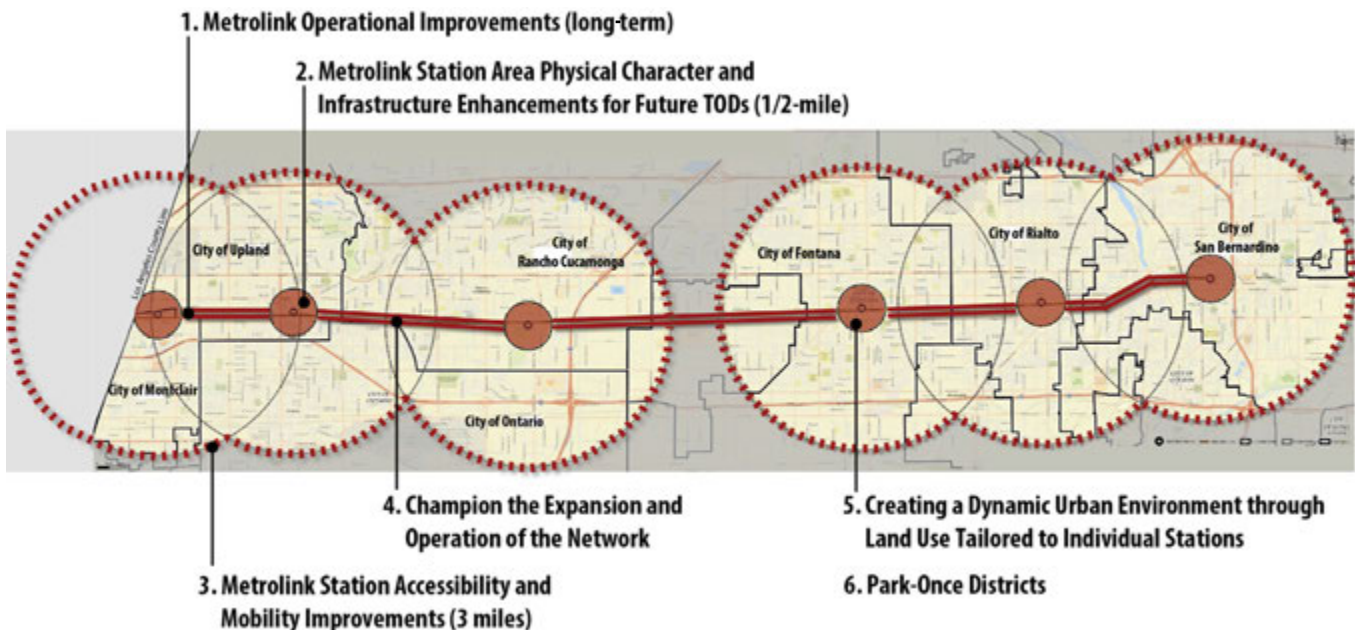 1. Metrolink Operational Improvements (long-term)
2. Metrolink Station Area Physical Character and
Infrastructure Enhancements for Future TODs (1/2-mile)
Los Angeles County Line
City of Upland
City of
Rancho Cucamonga
City of Fontana
City of Rialto
City of
San Bernardino
City of Montclair
City of Ontario
4. Champion the Expansion and
Operation of the Network
5. Creating a Dynamic Urban Environment through
Land Use Tailored to Individual Stations
3. Metrolink Station Accessibility and
Mobility Improvements (3 miles)
6. Park-Once Districts